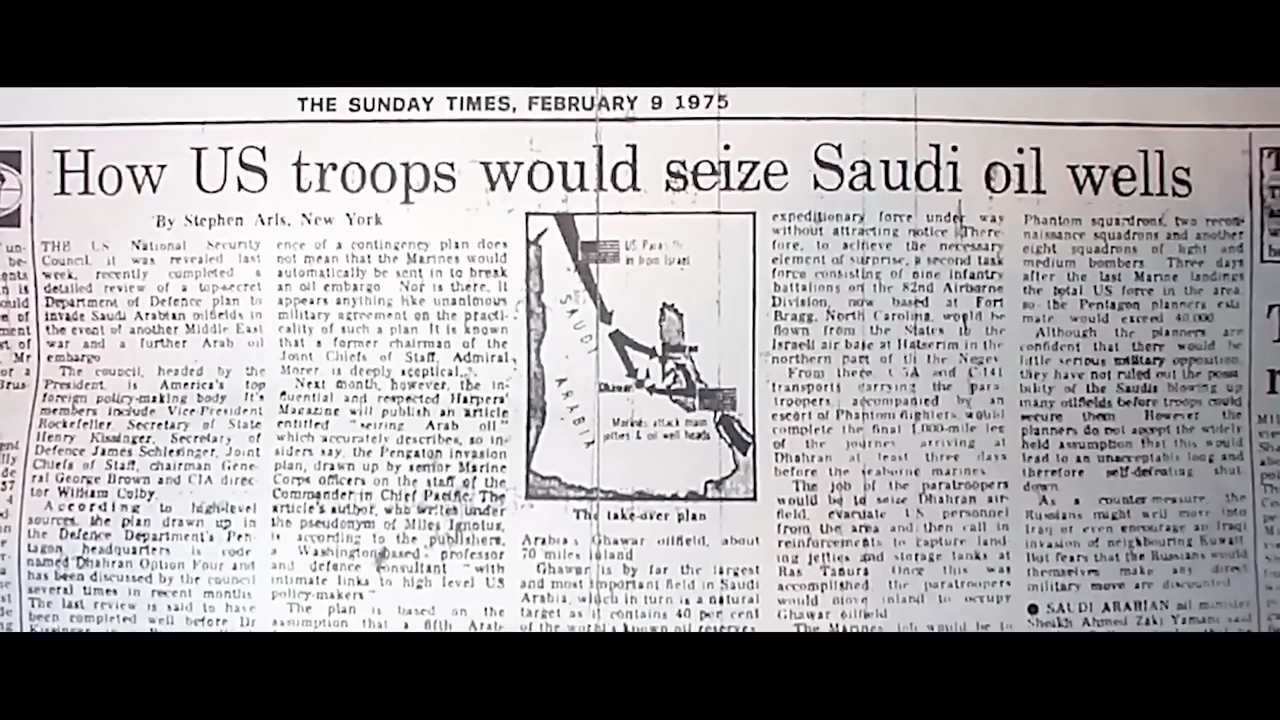 THE SUNDAY TIMES, FEBRUARY 9 1975
How US troops would seize Saudi oil wells
By Stephen Aris, New York
THE US National Security
Council, it was revealed last
week, recently completed a
detailed review of a top-secret
Department of Defence plan to
invade Saudi Arabian oilfields in
the event of another Middle East
war and a further Arab oil
embargo
The council, headed by the
President, is America's top
foreign policy-making body. It's
members include Vice-President
Rockefeller, Secretary of State
Henry Kissinger, Secretary of
Defence James Schlesinger, Joint
Chiefs of Staff, chairman Gene-
ral George Brown and CIA direc-
tor William Colby.
According to high-level
sources, the plan drawn up in
the Defence Department's Pen-
tagon headquarters is code
named Dhahran Option Four and
has been discussed by the council
several times in recent months
The last review is said to have
been completed well before Dr
ence of a contingency plan does
not mean that the Marines would
automatically be sent in to break
an oil embargo Nor is there, it
appears anything like unanimous
military agreement on the practi-
cality of such a plan It is known
that a former chairman of the
Joint Chiefs of Staff, Admiral
Morer, is deeply sceptical.
Next month, however, the in-
fluential and respected Harpers'
Magazine will publish an article
entitled "seizing Arab oil"
which accurately describes, so in-
siders say, the Pengaton invasion
plan, drawn up by senior Marine
Corps officers on the staff of the
Commander in Chief Pacific. The
article's author, who writes under
the pseudonym of Miles Ignotus,
is according to the publishers,
a Washington-based professor
and defence consultant "with
intimate links to high level US
policy-makers"
The plan is based on the
assumption that a fifth Arab-
US
in from Israel
SAUDI ARABIA
Dhahran
Marines attack main
jetties & oil well heads
The take-over plan
Arabia's Ghawar oilfield, about
70 miles inland
Ghawar is by far the largest
and most important field in Saudi
Arabia, which in turn is a natural
target as it contains 40 per cent
of the world's known oil reserves
expeditionary force under way
without attracting notice There-
fore, to achieve the necessary
element of surprise, a second task
force consisting of nine infantry
battalions on the 82nd Airborne
Division, now based at Fort
Bragg, North Carolina, would be
flown from the States to the
Israeli air base at Hatserim in the
northern part of the Negev
From there, C5A and C-141
transports carrying the para-
troopers, accompanied by an
escort of Phantom fighters, would
complete the final 1,000-mile leg
of the journey arriving at
Dhahran at least three days
before the seaborne marines
The job of the paratroopers
would be to seize Dhahran air-
field, evacuate US personnel
from the area and then call in
reinforcements to capture land-
ing jetties and storage tanks at
Ras Tanura Once this was
accomplished, the paratroopers
would move inland to occupy
Ghawar oilfield
The Marines' job would be to
Phantom squadrons, two recon-
naissance squadrons and another
eight squadrons of light and
medium bombers Three days
after the last Marine landings
the total US force in the area,
so the Pentagon planners esti-
mate would exceed 40,000
Although the planners are
confident that there would be
little serious military opposition,
they have not ruled out the possi-
bility of the Saudis blowing up
many oilfields before troops could
secure them However the
planners do not accept the widely
held assumption that this would
lead to an unacceptably long and
therefore self-defeating shut
down.
As a counter-measure, the
Russians might well move into
Iraq or even encourage an Iraqi
invasion of neighbouring Kuwait
But fears that the Russians would
themselves make any direct
military move are discounted
● SAUDI ARABIAN oil minister
Sheikh Ahmed Zaki Yamani said